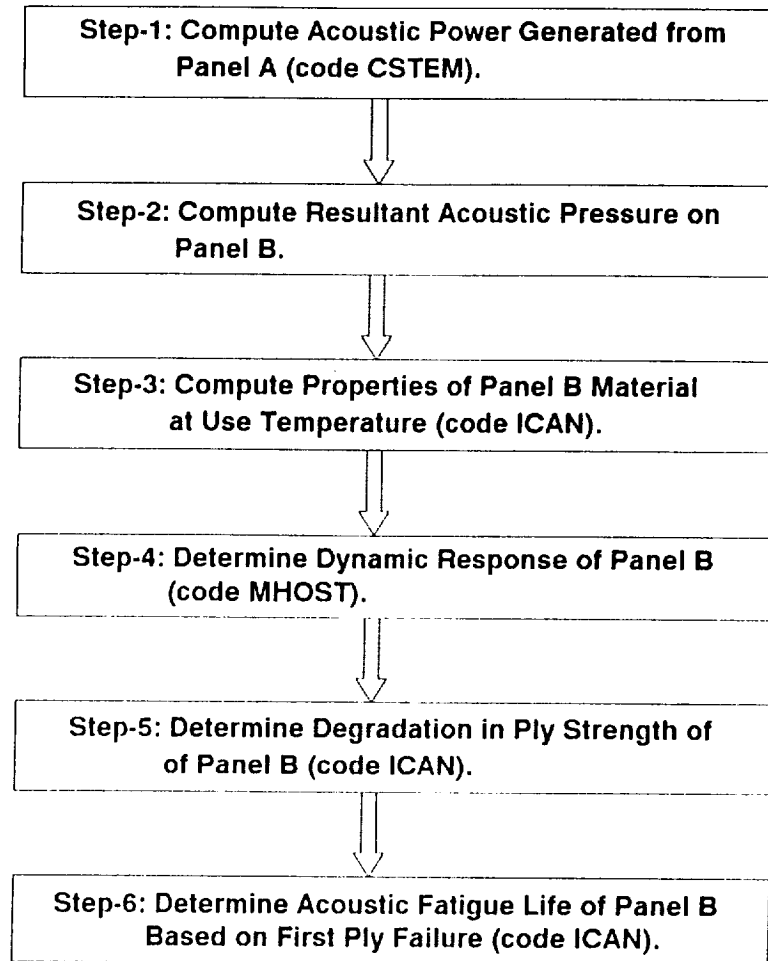 Step-1: Compute Acoustic Power Generated from
Panel A (code CSTEM).
Step-2: Compute Resultant Acoustic Pressure on
Panel B.
Step-3: Compute Properties of Panel B Material
at Use Temperature (code ICAN).
Step-4: Determine Dynamic Response of Panel B
(code MHOST).
Step-5: Determine Degradation in Ply Strength of
of Panel B (code ICAN).
Step-6: Determine Acoustic Fatigue Life of Panel B
Based on First Ply Failure (code ICAN).